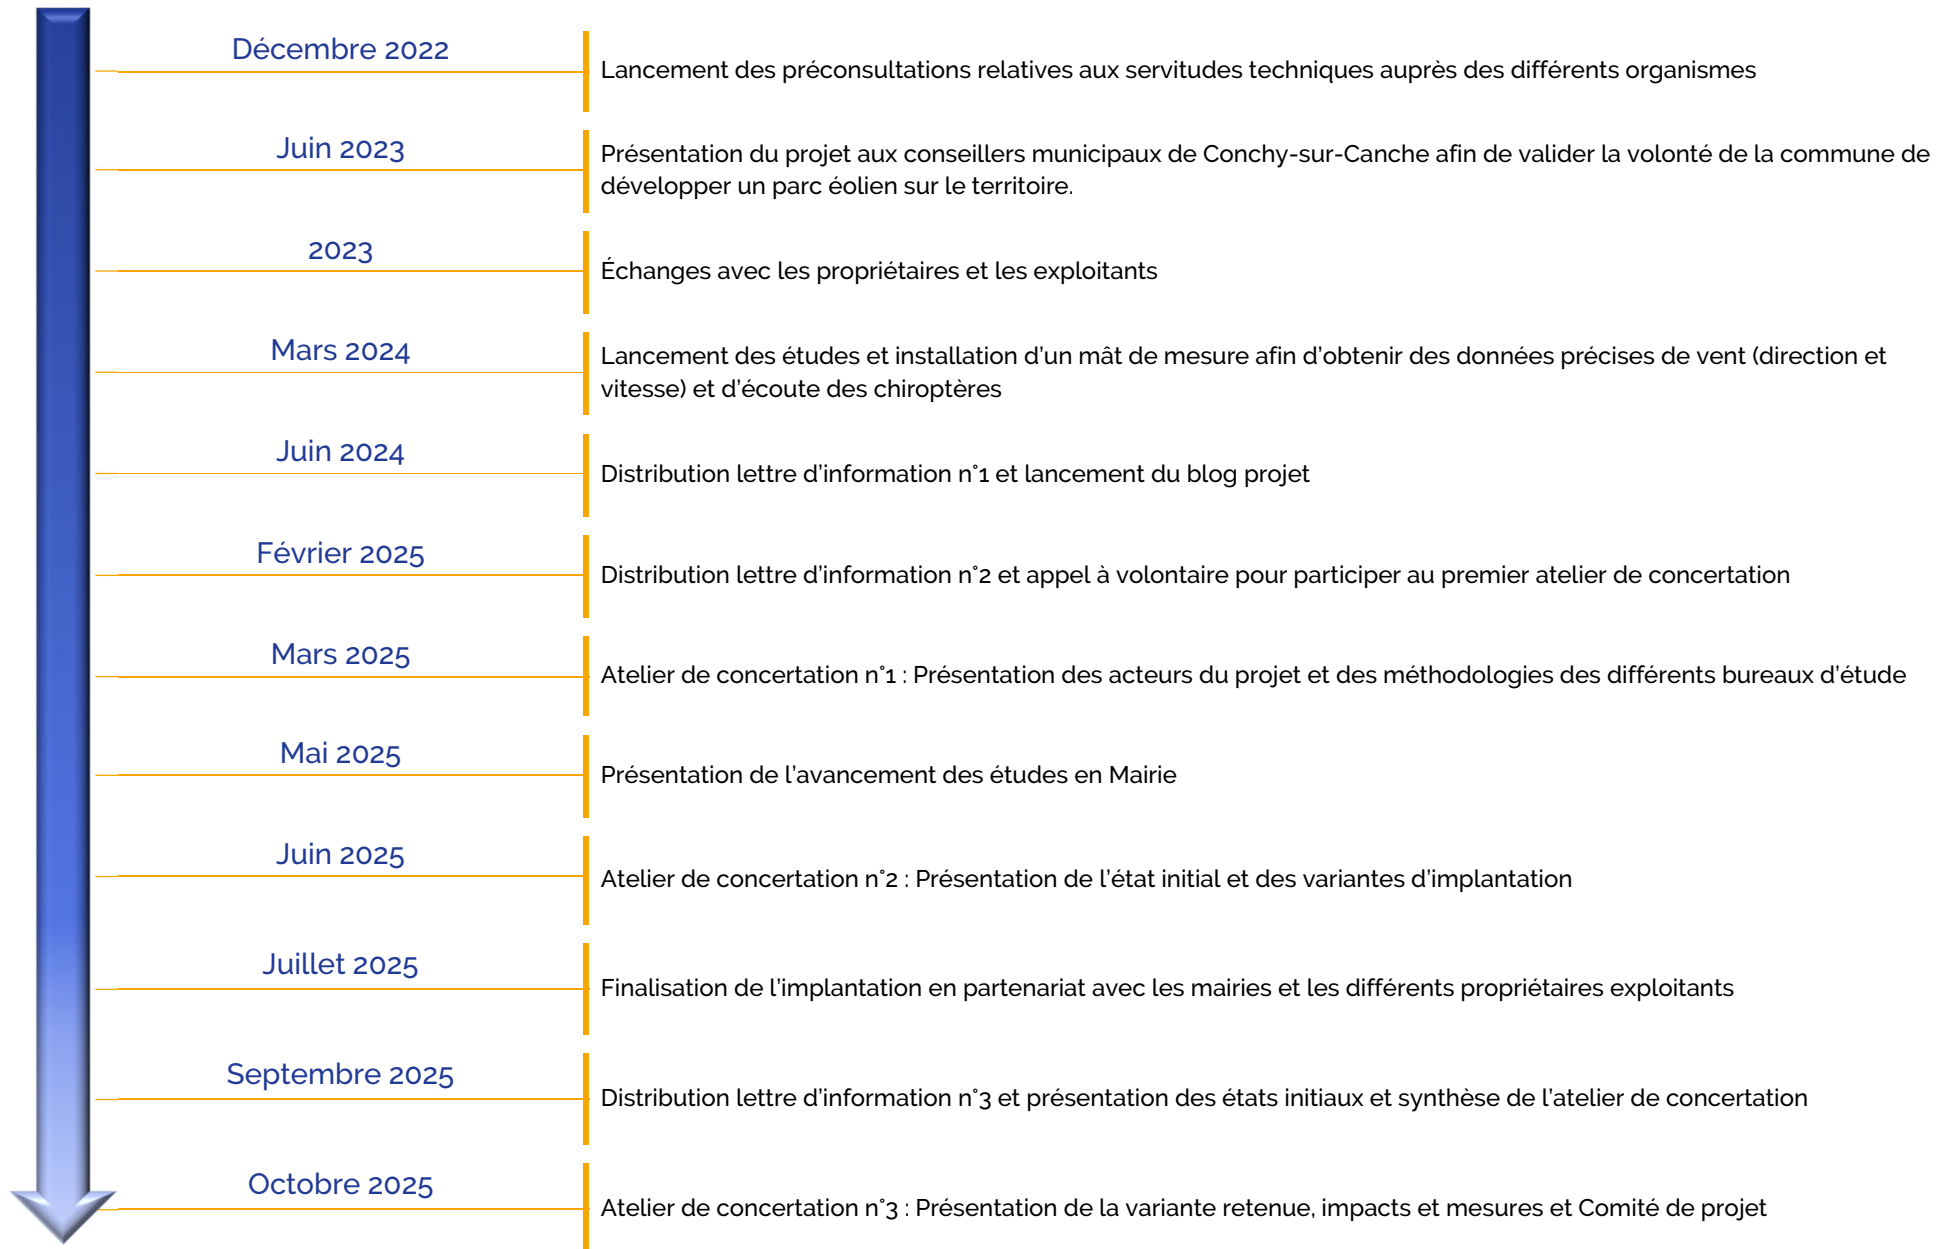 Décembre 2022
Lancement des préconsultations relatives aux servitudes techniques auprès des différents organismes
Juin 2023
Présentation du projet aux conseillers municipaux de Conchy-sur-Canche afin de valider la volonté de la commune de
développer un parc éolien sur le territoire.
2023
Échanges avec les propriétaires et les exploitants
Mars 2024
Lancement des études et installation d’un mât de mesure afin d’obtenir des données précises de vent (direction et
vitesse) et d’écoute des chiroptères
Juin 2024
Distribution lettre d’information n°1 et lancement du blog projet
Février 2025
Distribution lettre d’information n°2 et appel à volontaire pour participer au premier atelier de concertation
Mars 2025
Atelier de concertation n°1 : Présentation des acteurs du projet et des méthodologies des différents bureaux d’étude
Mai 2025
Présentation de l’avancement des études en Mairie
Juin 2025
Atelier de concertation n°2 : Présentation de l’état initial et des variantes d’implantation
Juillet 2025
Finalisation de l’implantation en partenariat avec les mairies et les différents propriétaires exploitants
Septembre 2025
Distribution lettre d’information n°3 et présentation des états initiaux et synthèse de l’atelier de concertation
Octobre 2025
Atelier de concertation n°3 : Présentation de la variante retenue, impacts et mesures et Comité de projet